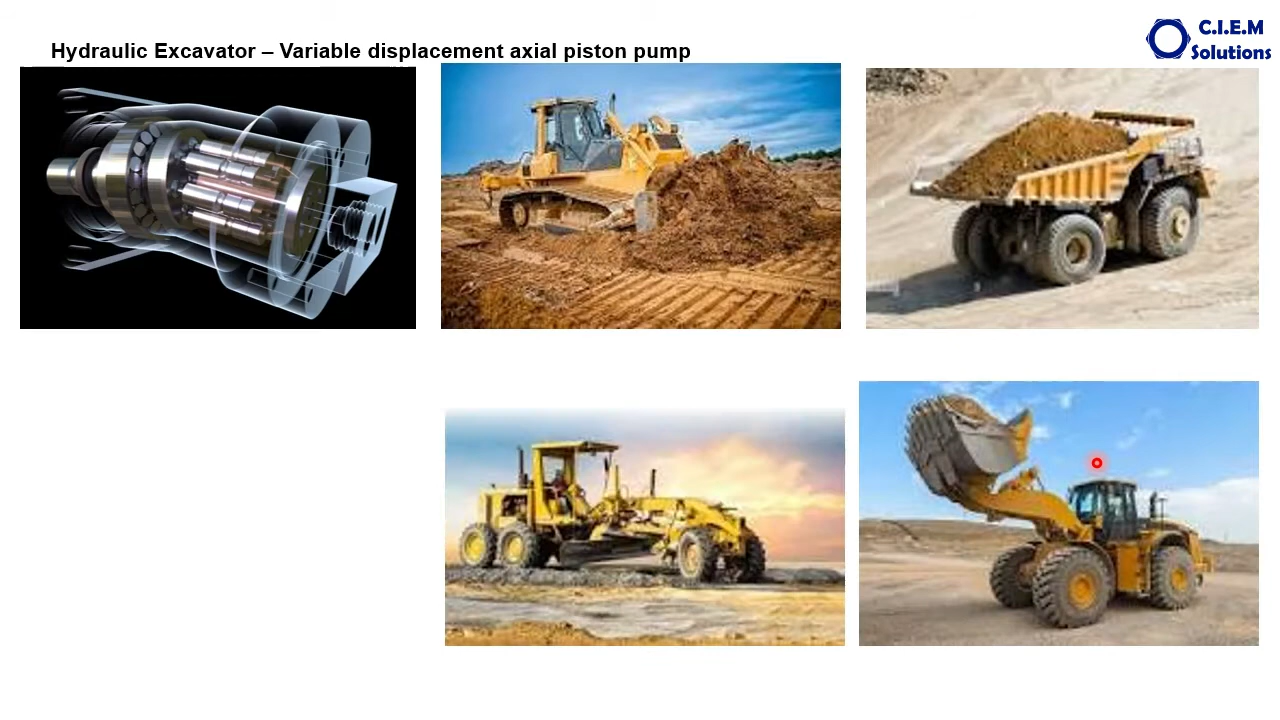 Hydraulic Excavator – Variable displacement axial piston pump
C.I.E.M
Solutions